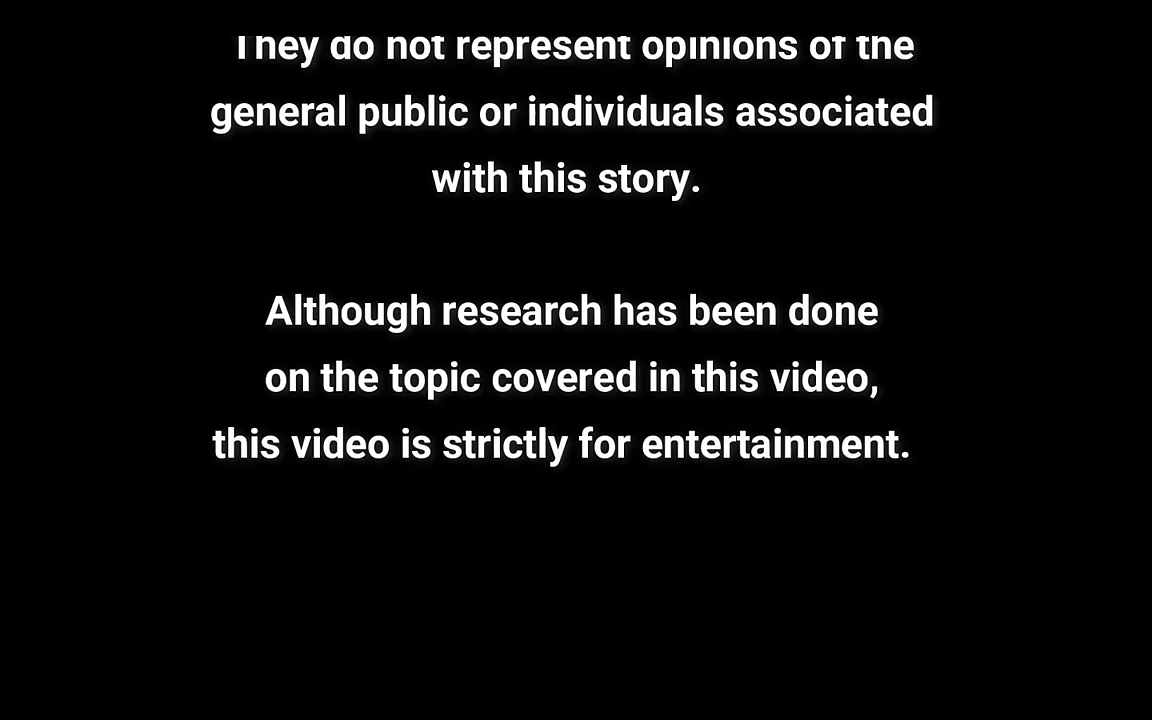 They do not represent opinions of the
general public or individuals associated
with this story.
Although research has been done
on the topic covered in this video,
this video is strictly for entertainment.